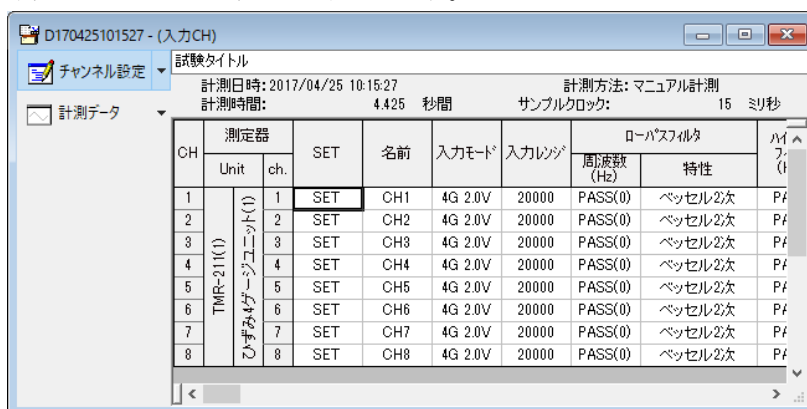 D170425101527 - (入力CH)
チャンネル設定
計測データ
試験タイトル
計測日時: 2017/04/25 10:15:27 計測方法: マニュアル計測
計測時間: 4.425 秒間 サンプルクロック: 15 ミリ秒
CH 測定器 SET 名前 入力モード 入力レンジ ローパスフィルタ
Unit ch. 周波数(Hz) 特性
TMR-211(1)
ひずみ4ゲージユニット(1)
1 1 SET CH1 4G 2.0V 20000 PASS(0) ベッセル2次
2 2 SET CH2 4G 2.0V 20000 PASS(0) ベッセル2次
3 3 SET CH3 4G 2.0V 20000 PASS(0) ベッセル2次
4 4 SET CH4 4G 2.0V 20000 PASS(0) ベッセル2次
5 5 SET CH5 4G 2.0V 20000 PASS(0) ベッセル2次
6 6 SET CH6 4G 2.0V 20000 PASS(0) ベッセル2次
7 7 SET CH7 4G 2.0V 20000 PASS(0) ベッセル2次
8 8 SET CH8 4G 2.0V 20000 PASS(0) ベッセル2次